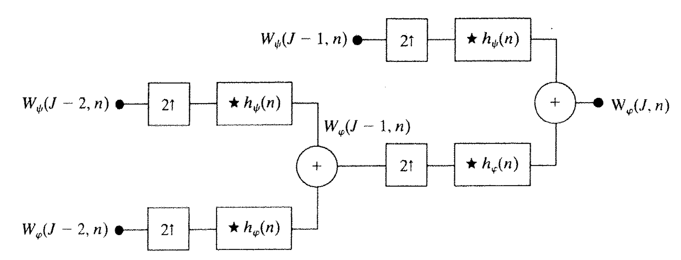 W_ψ(J − 1, n) 2↑ ★ h_ψ(n)
W_ψ(J − 2, n) 2↑ ★ h_ψ(n) + W_φ(J, n)
W_φ(J − 1, n)
+ 2↑ ★ h_φ(n)
W_φ(J − 2, n) 2↑ ★ h_φ(n)